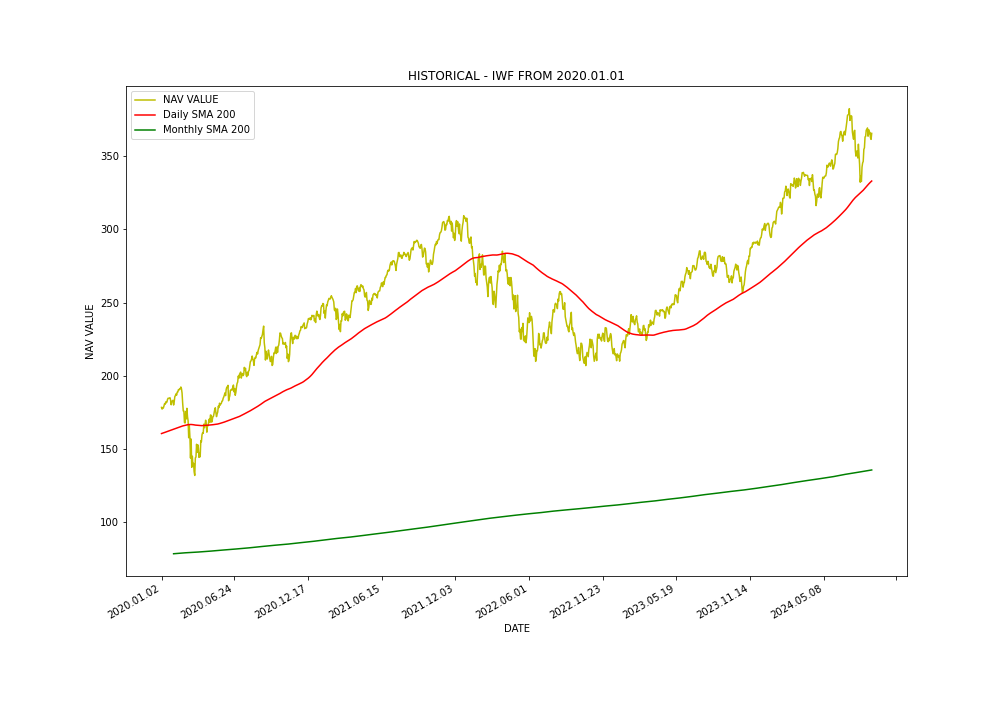 HISTORICAL - IWF FROM 2020.01.01
NAV VALUE
Daily SMA 200
Monthly SMA 200
NAV VALUE
350
300
250
200
150
100
2020.01.02
2020.06.24
2020.12.17
2021.06.15
2021.12.03
2022.06.01
2022.11.23
2023.05.19
2023.11.14
2024.05.08
DATE